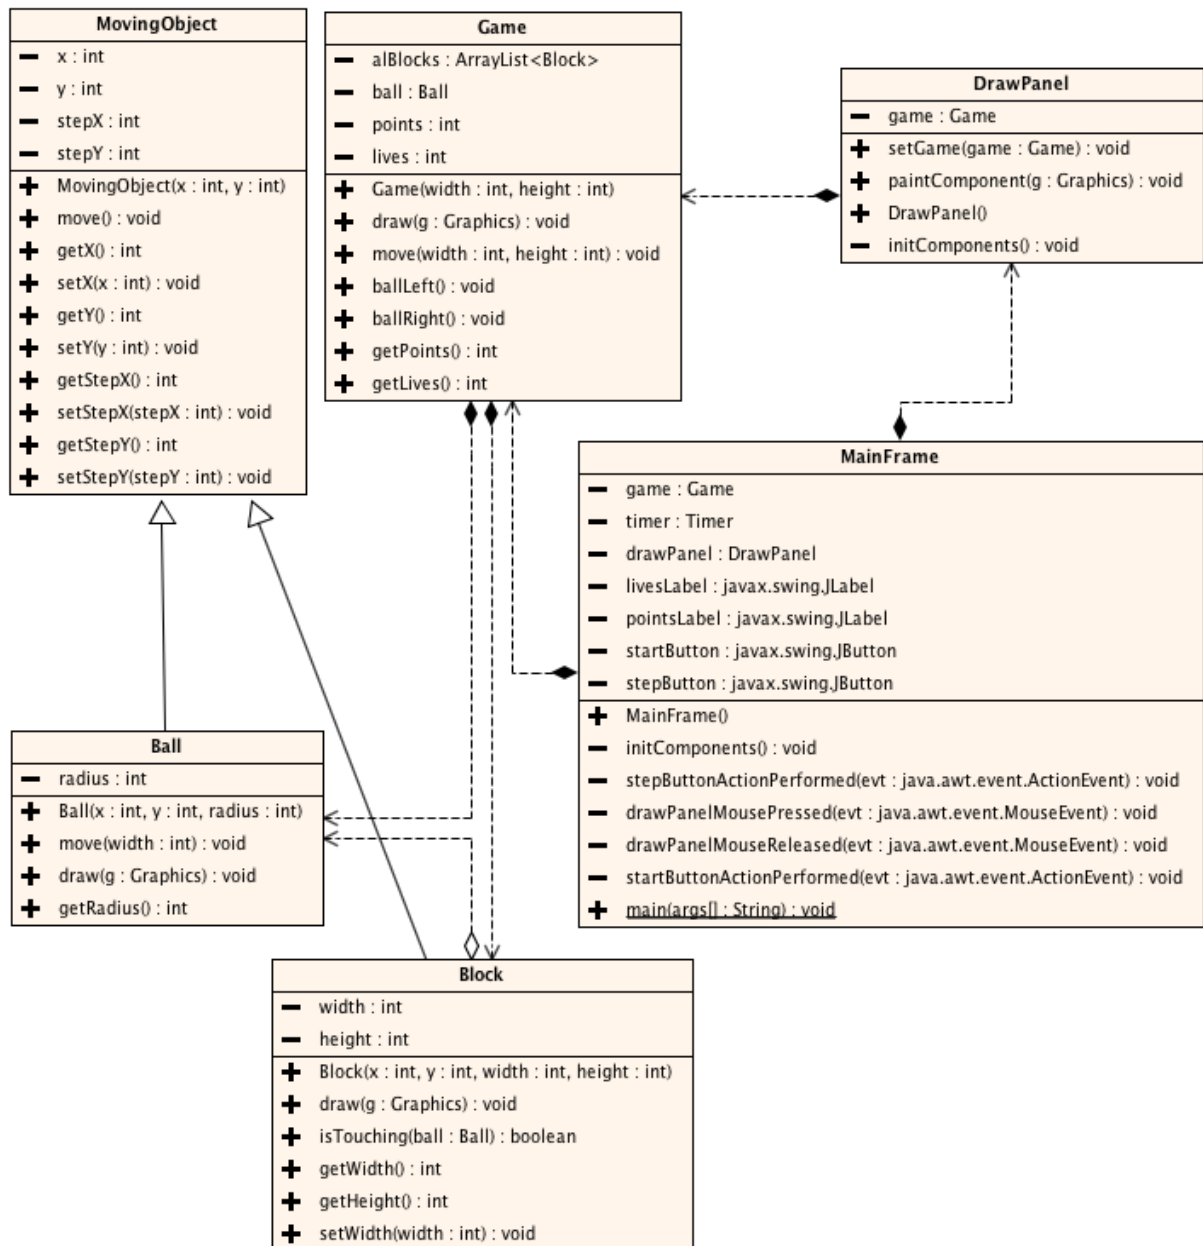 MovingObject
x : int
y : int
stepX : int
stepY : int
MovingObject(x : int, y : int)
move() : void
getX() : int
setX(x : int) : void
getY() : int
setY(y : int) : void
getStepX() : int
setStepX(stepX : int) : void
getStepY() : int
setStepY(stepY : int) : void
Game
alBlocks : ArrayList<Block>
ball : Ball
points : int
lives : int
Game(width : int, height : int)
draw(g : Graphics) : void
move(width : int, height : int) : void
ballLeft() : void
ballRight() : void
getPoints() : int
getLives() : int
DrawPanel
game : Game
setGame(game : Game) : void
paintComponent(g : Graphics) : void
DrawPanel()
initComponents() : void
MainFrame
game : Game
timer : Timer
drawPanel : DrawPanel
livesLabel : javax.swing.JLabel
pointsLabel : javax.swing.JLabel
startButton : javax.swing.JButton
stepButton : javax.swing.JButton
MainFrame()
initComponents() : void
stepButtonActionPerformed(evt : java.awt.event.ActionEvent) : void
drawPanelMousePressed(evt : java.awt.event.MouseEvent) : void
drawPanelMouseReleased(evt : java.awt.event.MouseEvent) : void
startButtonActionPerformed(evt : java.awt.event.ActionEvent) : void
main(args[] : String) : void
Ball
radius : int
Ball(x : int, y : int, radius : int)
move(width : int) : void
draw(g : Graphics) : void
getRadius() : int
Block
width : int
height : int
Block(x : int, y : int, width : int, height : int)
draw(g : Graphics) : void
isTouching(ball : Ball) : boolean
getWidth() : int
getHeight() : int
setWidth(width : int) : void